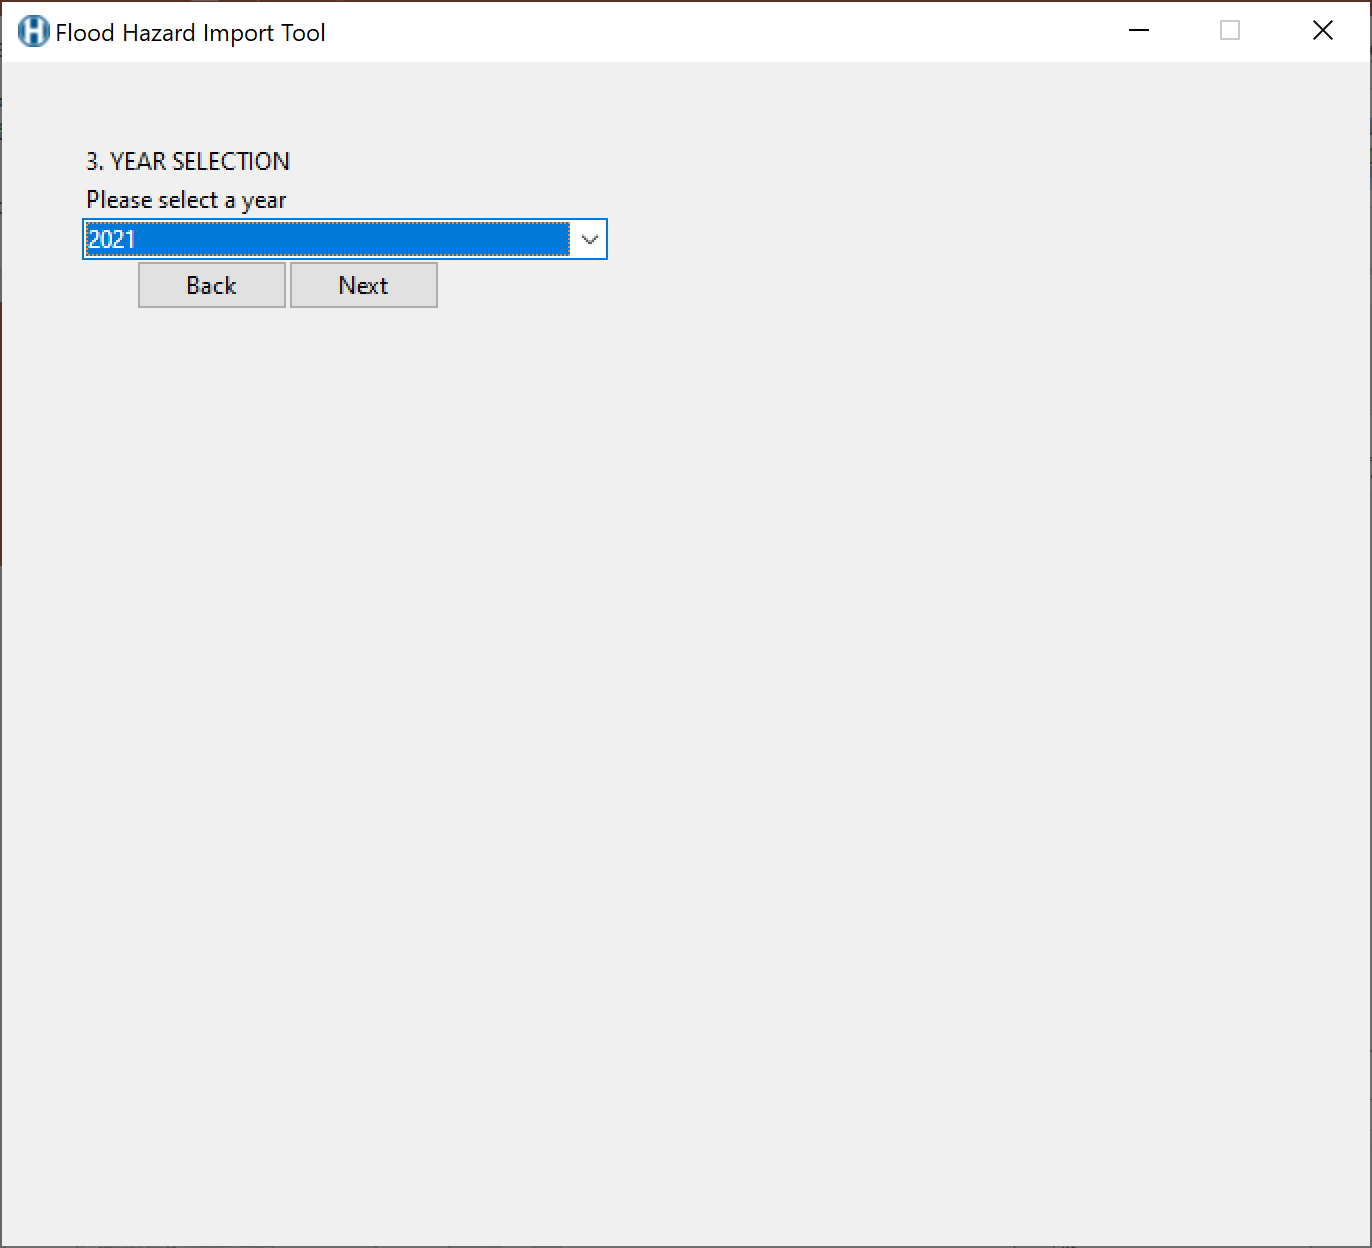 Flood Hazard Import Tool
3. YEAR SELECTION
Please select a year
2021
Back Next